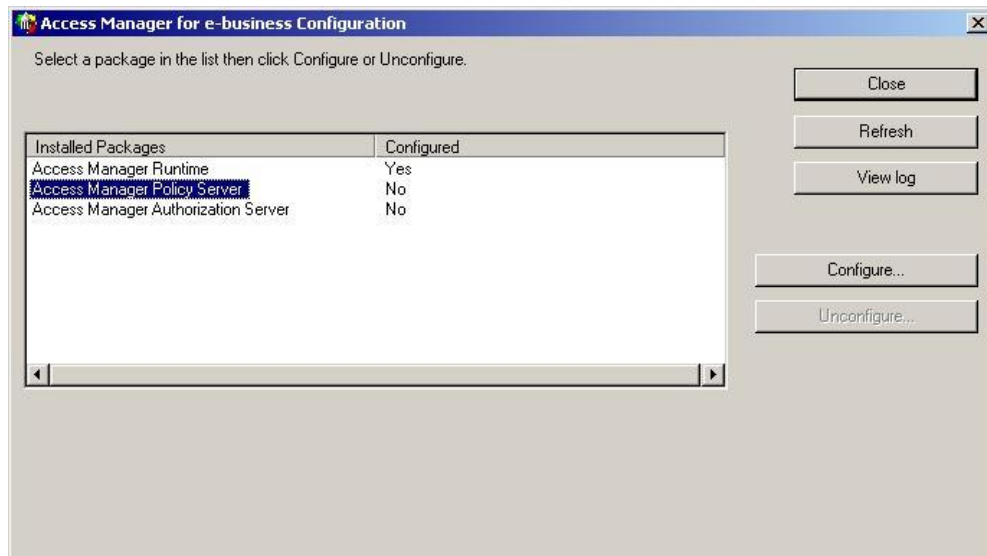 Access Manager for e-business Configuration
Select a package in the list then click Configure or Unconfigure.
Close
Refresh
View log
Installed Packages Configured
Access Manager Runtime Yes
Access Manager Policy Server No
Access Manager Authorization Server No
Configure...
Unconfigure...